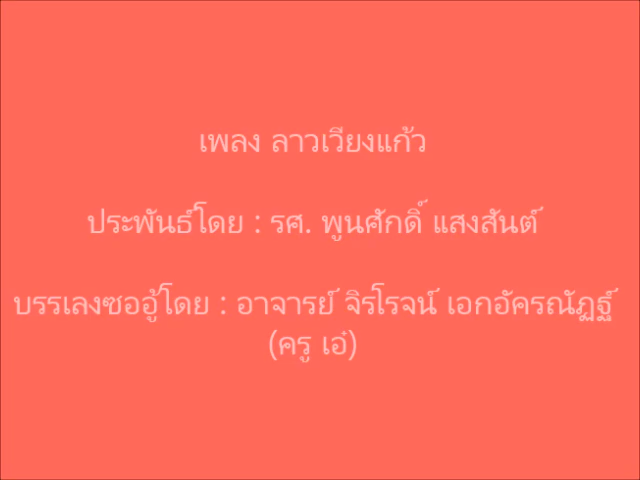 เพลง ลาวเวียงแก้ว
ประพันธ์โดย : รศ. พูนศักดิ์ แสงสันต์
บรรเลงซออู้โดย : อาจารย์ จิรโรจน์ เอกอัครณัฏฐ์
(ครู เอ๋)